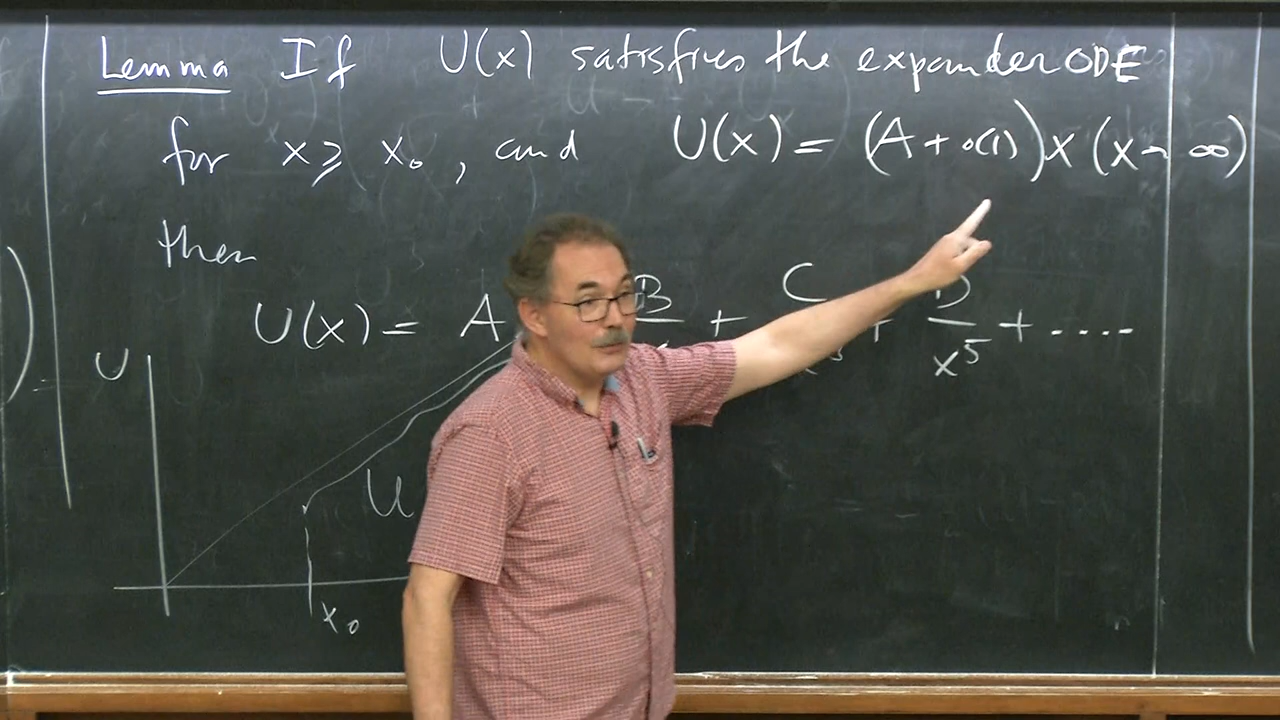 Lemma If U(x) satisfies the expander ODE
for x ≥ x₀, and U(x) = (A + o(1))x (x → ∞)
then
U(x) = A B + C + D/x⁵ + ....
U
U
x₀